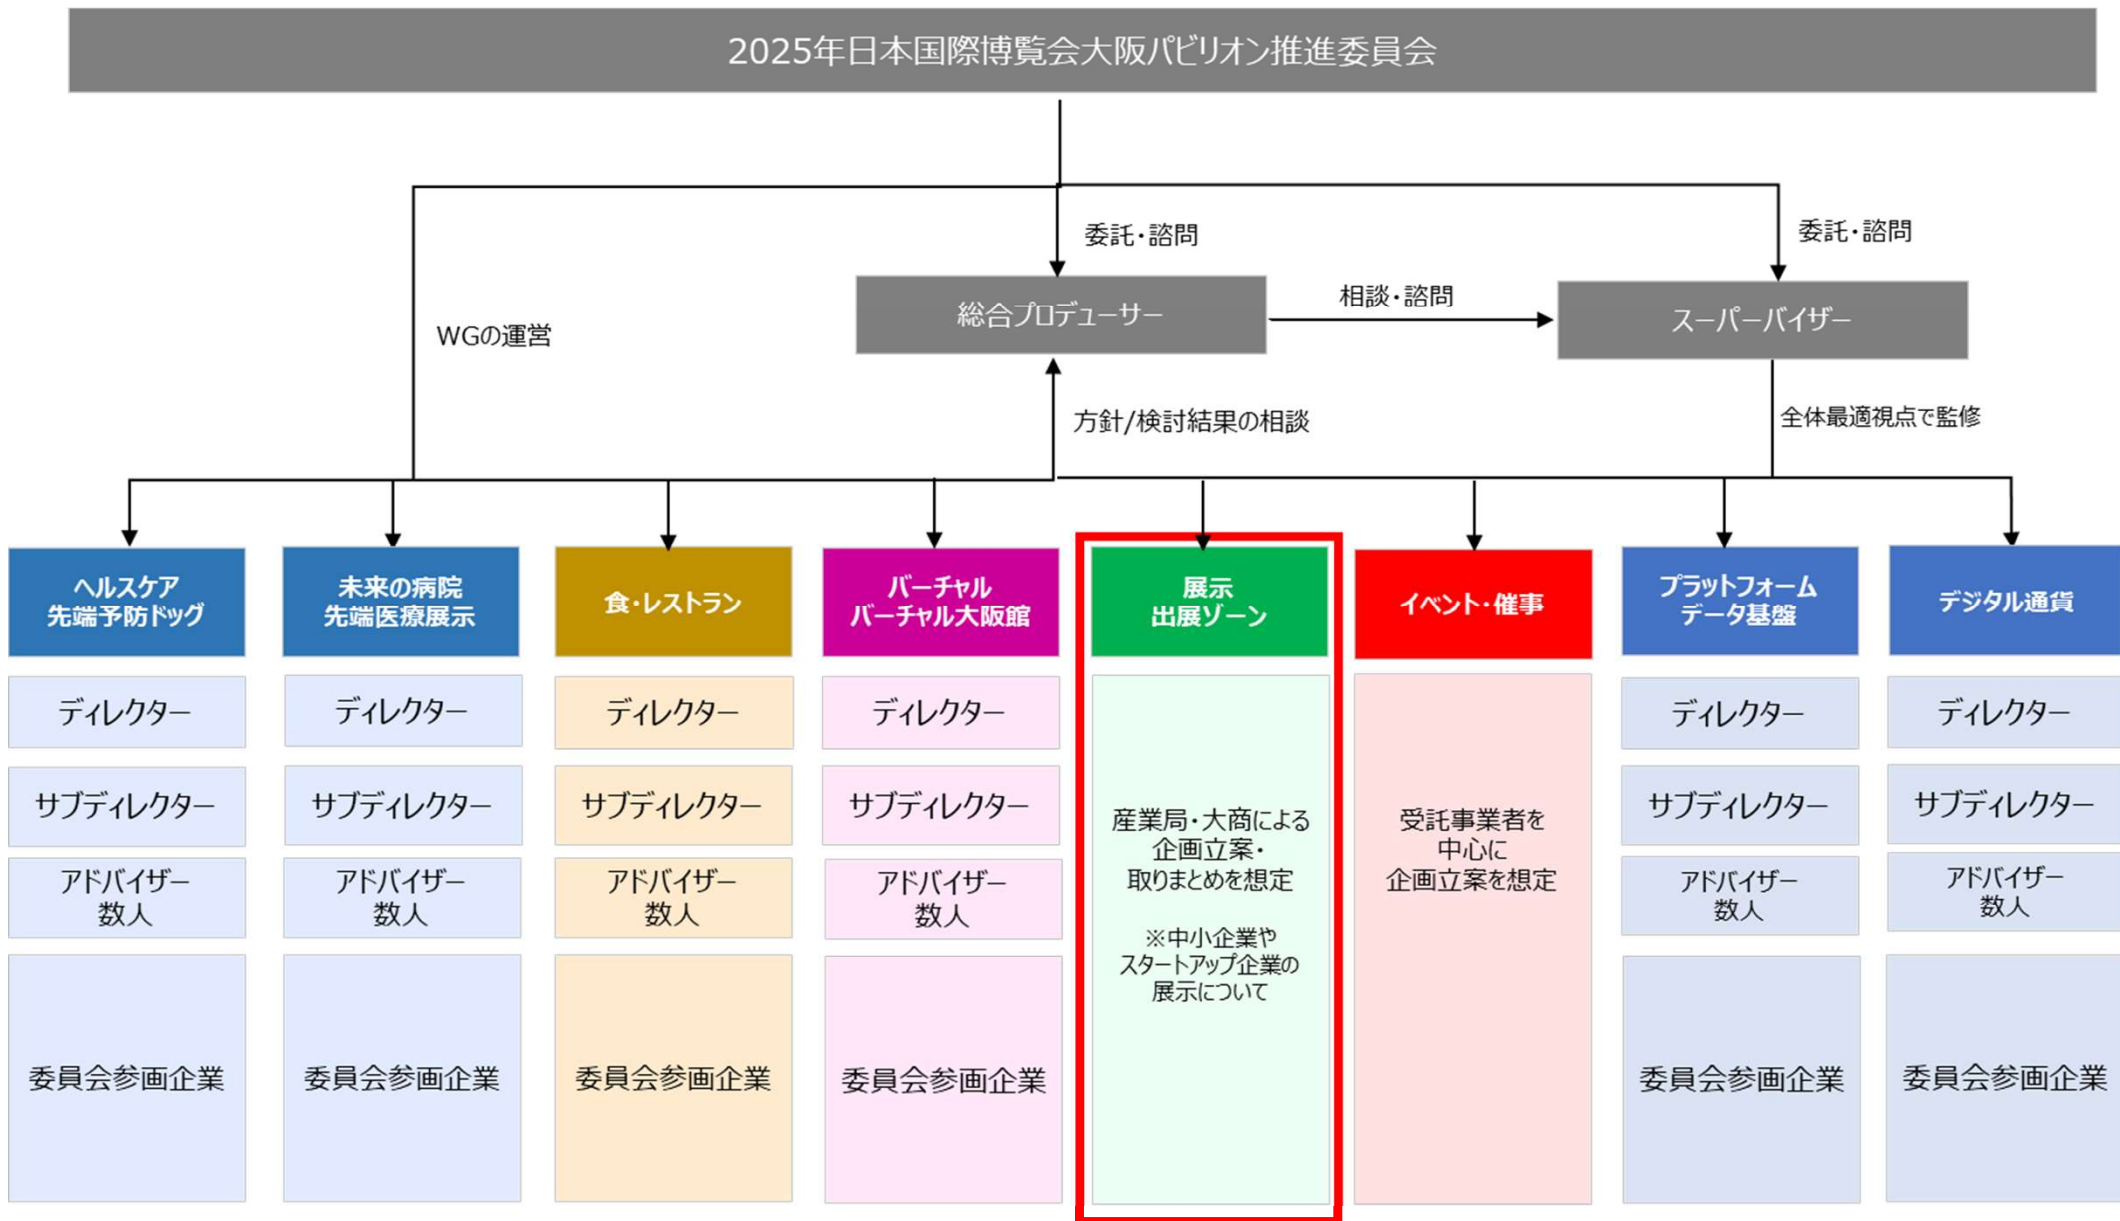 2025年日本国際博覧会大阪パビリオン推進委員会
委託・諮問
委託・諮問
総合プロデューサー
相談・諮問
スーパーバイザー
WGの運営
方針/検討結果の相談
全体最適視点で監修
ヘルスケア
先端予防ドッグ
未来の病院
先端医療展示
食・レストラン
バーチャル
バーチャル大阪館
展示
出展ゾーン
イベント・催事
プラットフォーム
データ基盤
デジタル通貨
ディレクター
サブディレクター
アドバイザー
数人
委員会参画企業
ディレクター
サブディレクター
アドバイザー
数人
委員会参画企業
ディレクター
サブディレクター
アドバイザー
数人
委員会参画企業
ディレクター
サブディレクター
アドバイザー
数人
委員会参画企業
産業局・大商による
企画立案・
取りまとめを想定
※中小企業や
スタートアップ企業の
展示について
受託事業者を
中心に
企画立案を想定
ディレクター
サブディレクター
アドバイザー
数人
委員会参画企業
ディレクター
サブディレクター
アドバイザー
数人
委員会参画企業